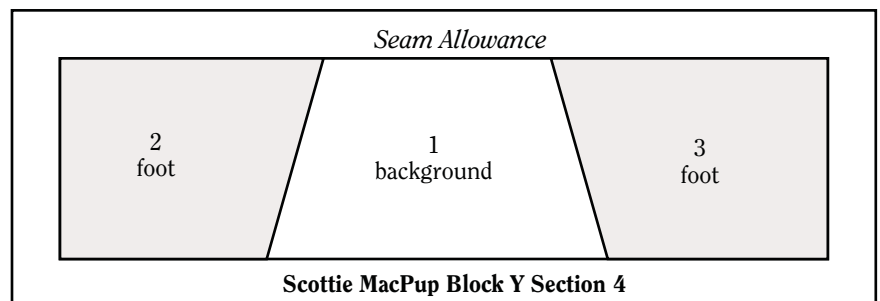 Seam Allowance
2
foot
1
background
3
foot
Scottie MacPup Block Y Section 4